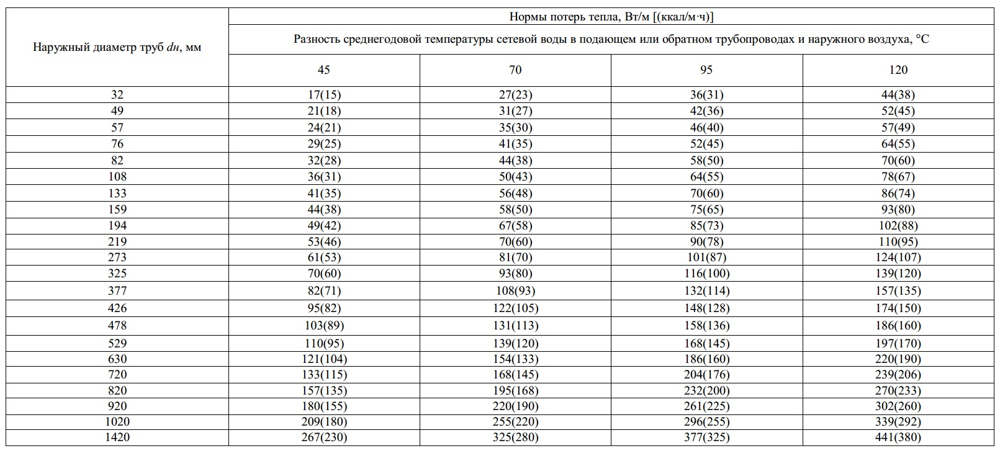 Нормы потерь тепла, Вт/м [(ккал/м·ч)]
Наружный диаметр труб dн, мм
Разность среднегодовой температуры сетевой воды в подающем или обратном трубопроводах и наружного воздуха, °С
45 70 95 120
32 17(15) 27(23) 36(31) 44(38)
49 21(18) 31(27) 42(36) 52(45)
57 24(21) 35(30) 46(40) 57(49)
76 29(25) 41(35) 52(45) 64(55)
82 32(28) 44(38) 58(50) 70(60)
108 36(31) 50(43) 64(55) 78(67)
133 41(35) 56(48) 70(60) 86(74)
159 44(38) 58(50) 75(65) 93(80)
194 49(42) 67(58) 85(73) 102(88)
219 53(46) 70(60) 90(78) 110(95)
273 61(53) 81(70) 101(87) 124(107)
325 70(60) 93(80) 116(100) 139(120)
377 82(71) 108(93) 132(114) 157(135)
426 95(82) 122(105) 148(128) 174(150)
478 103(89) 131(113) 158(136) 186(160)
529 110(95) 139(120) 168(145) 197(170)
630 121(104) 154(133) 186(160) 220(190)
720 133(115) 168(145) 204(176) 239(206)
820 157(135) 195(168) 232(200) 270(233)
920 180(155) 220(190) 261(225) 302(260)
1020 209(180) 255(220) 296(255) 339(292)
1420 267(230) 325(280) 377(325) 441(380)